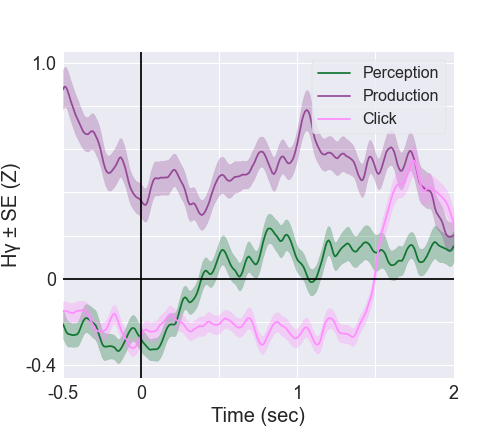 Perception
Production
Click
1.0
0
-0.4
Hγ ± SE (Z)
-0.5
0
1
2
Time (sec)